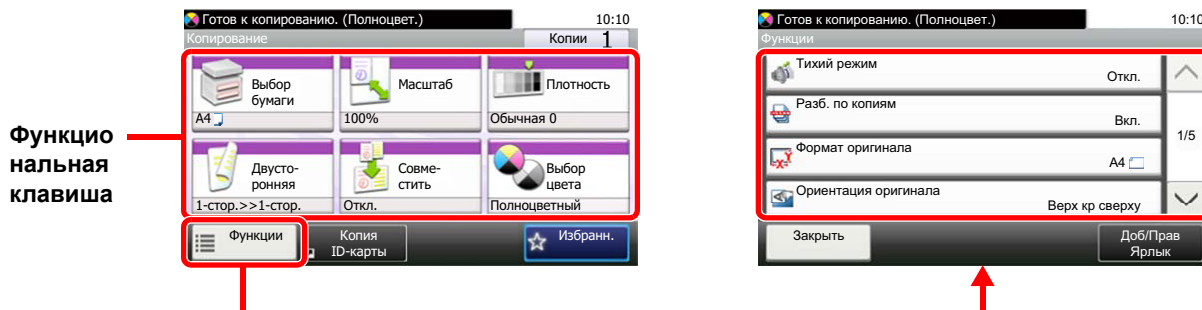 Функцио
нальная
клавиша
Готов к копированию. (Полноцвет.) 10:10
Копирование Копии 1
Выбор
бумаги
A4
Масштаб
100%
Плотность
Обычная 0
Двусто-
ронняя
1-стор.>>1-стор.
Совме-
стить
Откл.
Выбор
цвета
Полноцветный
Функции
Копия
ID-карты
Избранн.
Готов к копированию. (Полноцвет.) 10:10
Функции
Тихий режим
Откл.
Разб. по копиям
Вкл.
1/5
Формат оригинала
A4
Ориентация оригинала
Верх кр сверху
Закрыть
Доб/Прав
Ярлык